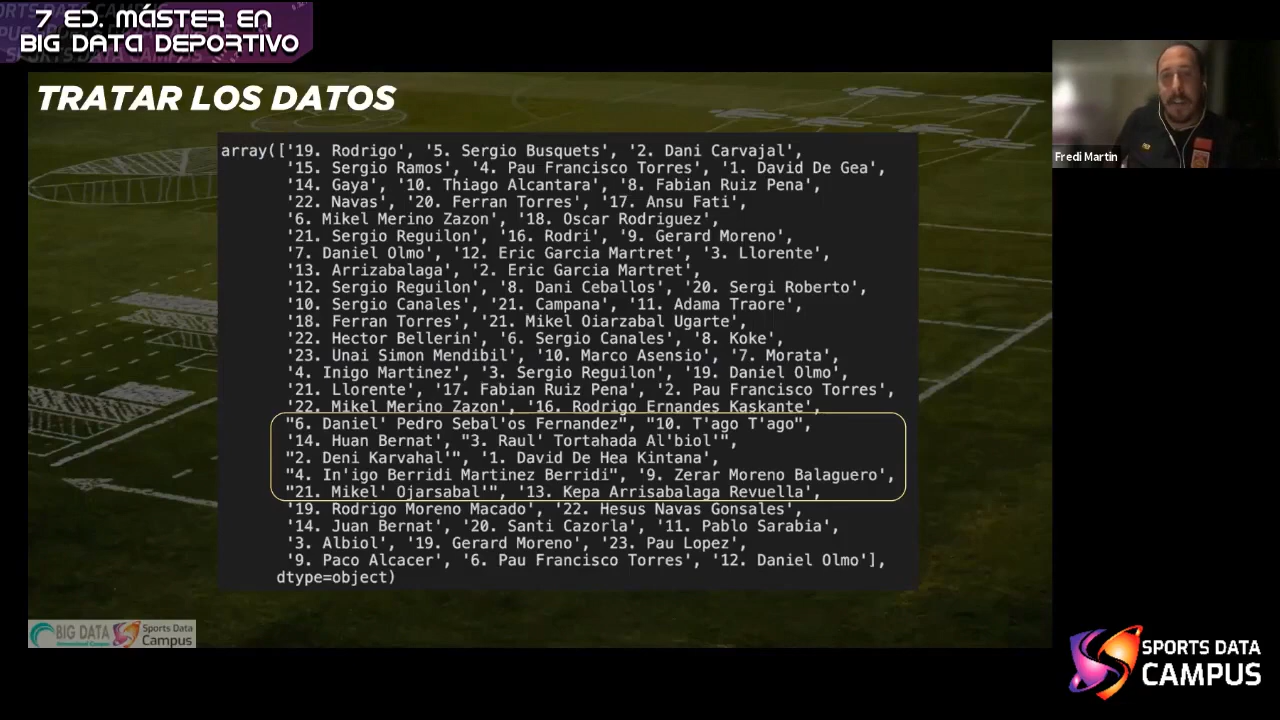 7 ED. MÁSTER EN
BIG DATA DEPORTIVO
TRATAR LOS DATOS
array(['19. Rodrigo', '5. Sergio Busquets', '2. Dani Carvajal',
'15. Sergio Ramos', '4. Pau Francisco Torres', '1. David De Gea',
'14. Gaya', '10. Thiago Alcantara', '8. Fabian Ruiz Pena',
'22. Navas', '20. Ferran Torres', '17. Ansu Fati',
'6. Mikel Merino Zazon', '18. Oscar Rodriguez',
'21. Sergio Reguilon', '16. Rodri', '9. Gerard Moreno',
'7. Daniel Olmo', '12. Eric Garcia Martret', '3. Llorente',
'13. Arrizabalaga', '2. Eric Garcia Martret',
'12. Sergio Reguilon', '8. Dani Ceballos', '20. Sergi Roberto',
'10. Sergio Canales', '21. Campana', '11. Adama Traore',
'18. Ferran Torres', '21. Mikel Oiarzabal Ugarte',
'22. Hector Bellerin', '6. Sergio Canales', '8. Koke',
'23. Unai Simon Mendibil', '10. Marco Asensio', '7. Morata',
'4. Inigo Martinez', '3. Sergio Reguilon', '19. Daniel Olmo',
'21. Llorente', '17. Fabian Ruiz Pena', '2. Pau Francisco Torres',
'22. Mikel Merino Zazon', '16. Rodrigo Ernandes Kaskante',
"6. Daniel' Pedro Sebal'os Fernandez", "10. T'ago T'ago",
'14. Huan Bernat', "3. Raul' Tortahada Al'biol'",
"2. Deni Karvahal'", '1. David De Hea Kintana',
"4. In'igo Berridi Martinez Berridi", '9. Zerar Moreno Balaguero',
"21. Mikel' Ojarsabal'", '13. Kepa Arrisabalaga Revuella',
'19. Rodrigo Moreno Macado', '22. Hesus Navas Gonsales',
'14. Juan Bernat', '20. Santi Cazorla', '11. Pablo Sarabia',
'3. Albiol', '19. Gerard Moreno', '23. Pau Lopez',
'9. Paco Alcacer', '6. Pau Francisco Torres', '12. Daniel Olmo'],
dtype=object)
Fredi Martin
BIG DATA
Sports Data
Campus
SPORTS DATA
CAMPUS